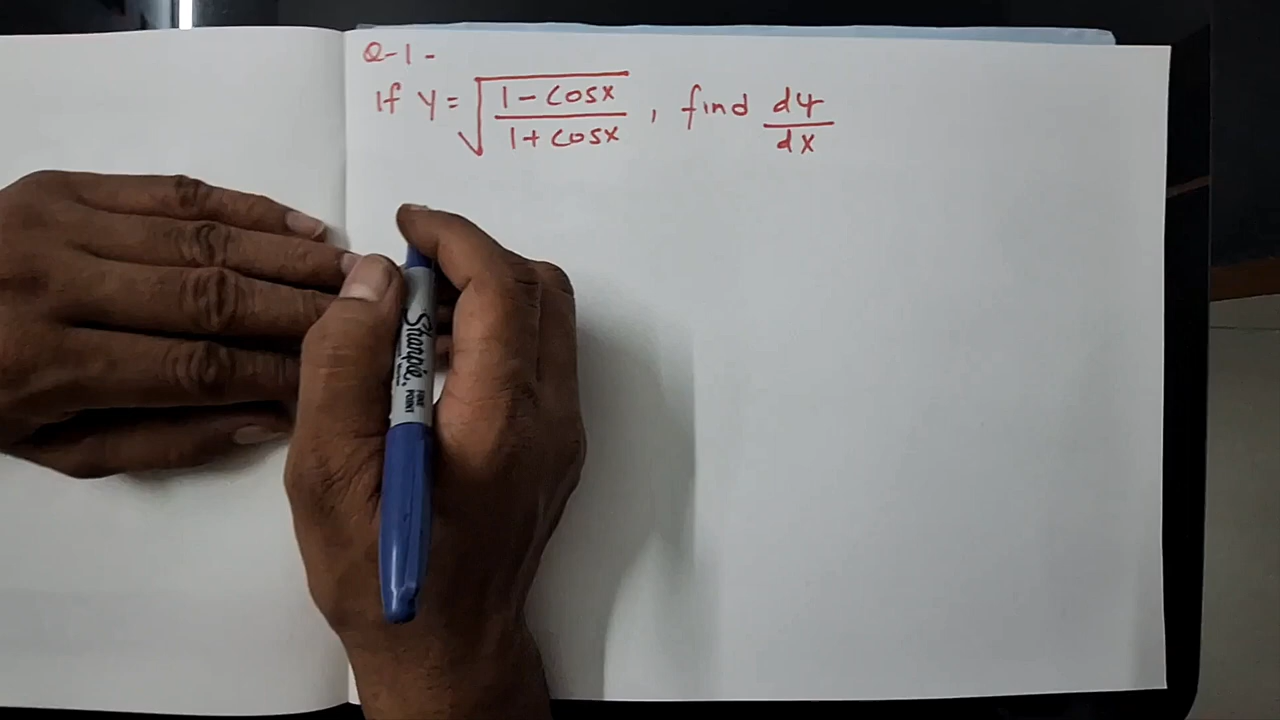 Q-1-
If y = √(1-cosx / 1+cosx), find dy/dx
Sharpie.
FINE
POINT